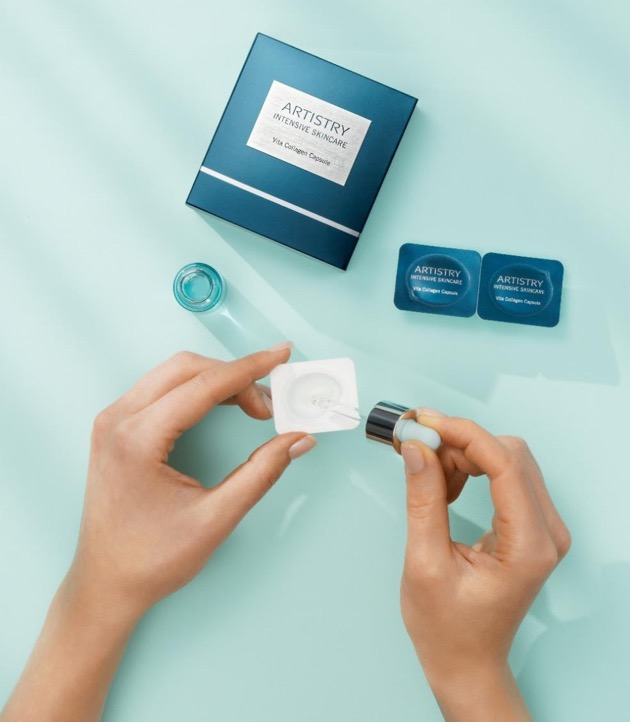 ARTISTRY
INTENSIVE SKINCARE
Vita Collagen Capsule
ARTISTRY
INTENSIVE SKINCARE
Vita Collagen Capsule
ARTISTRY
INTENSIVE SKINCARE
Vita Collagen Capsule